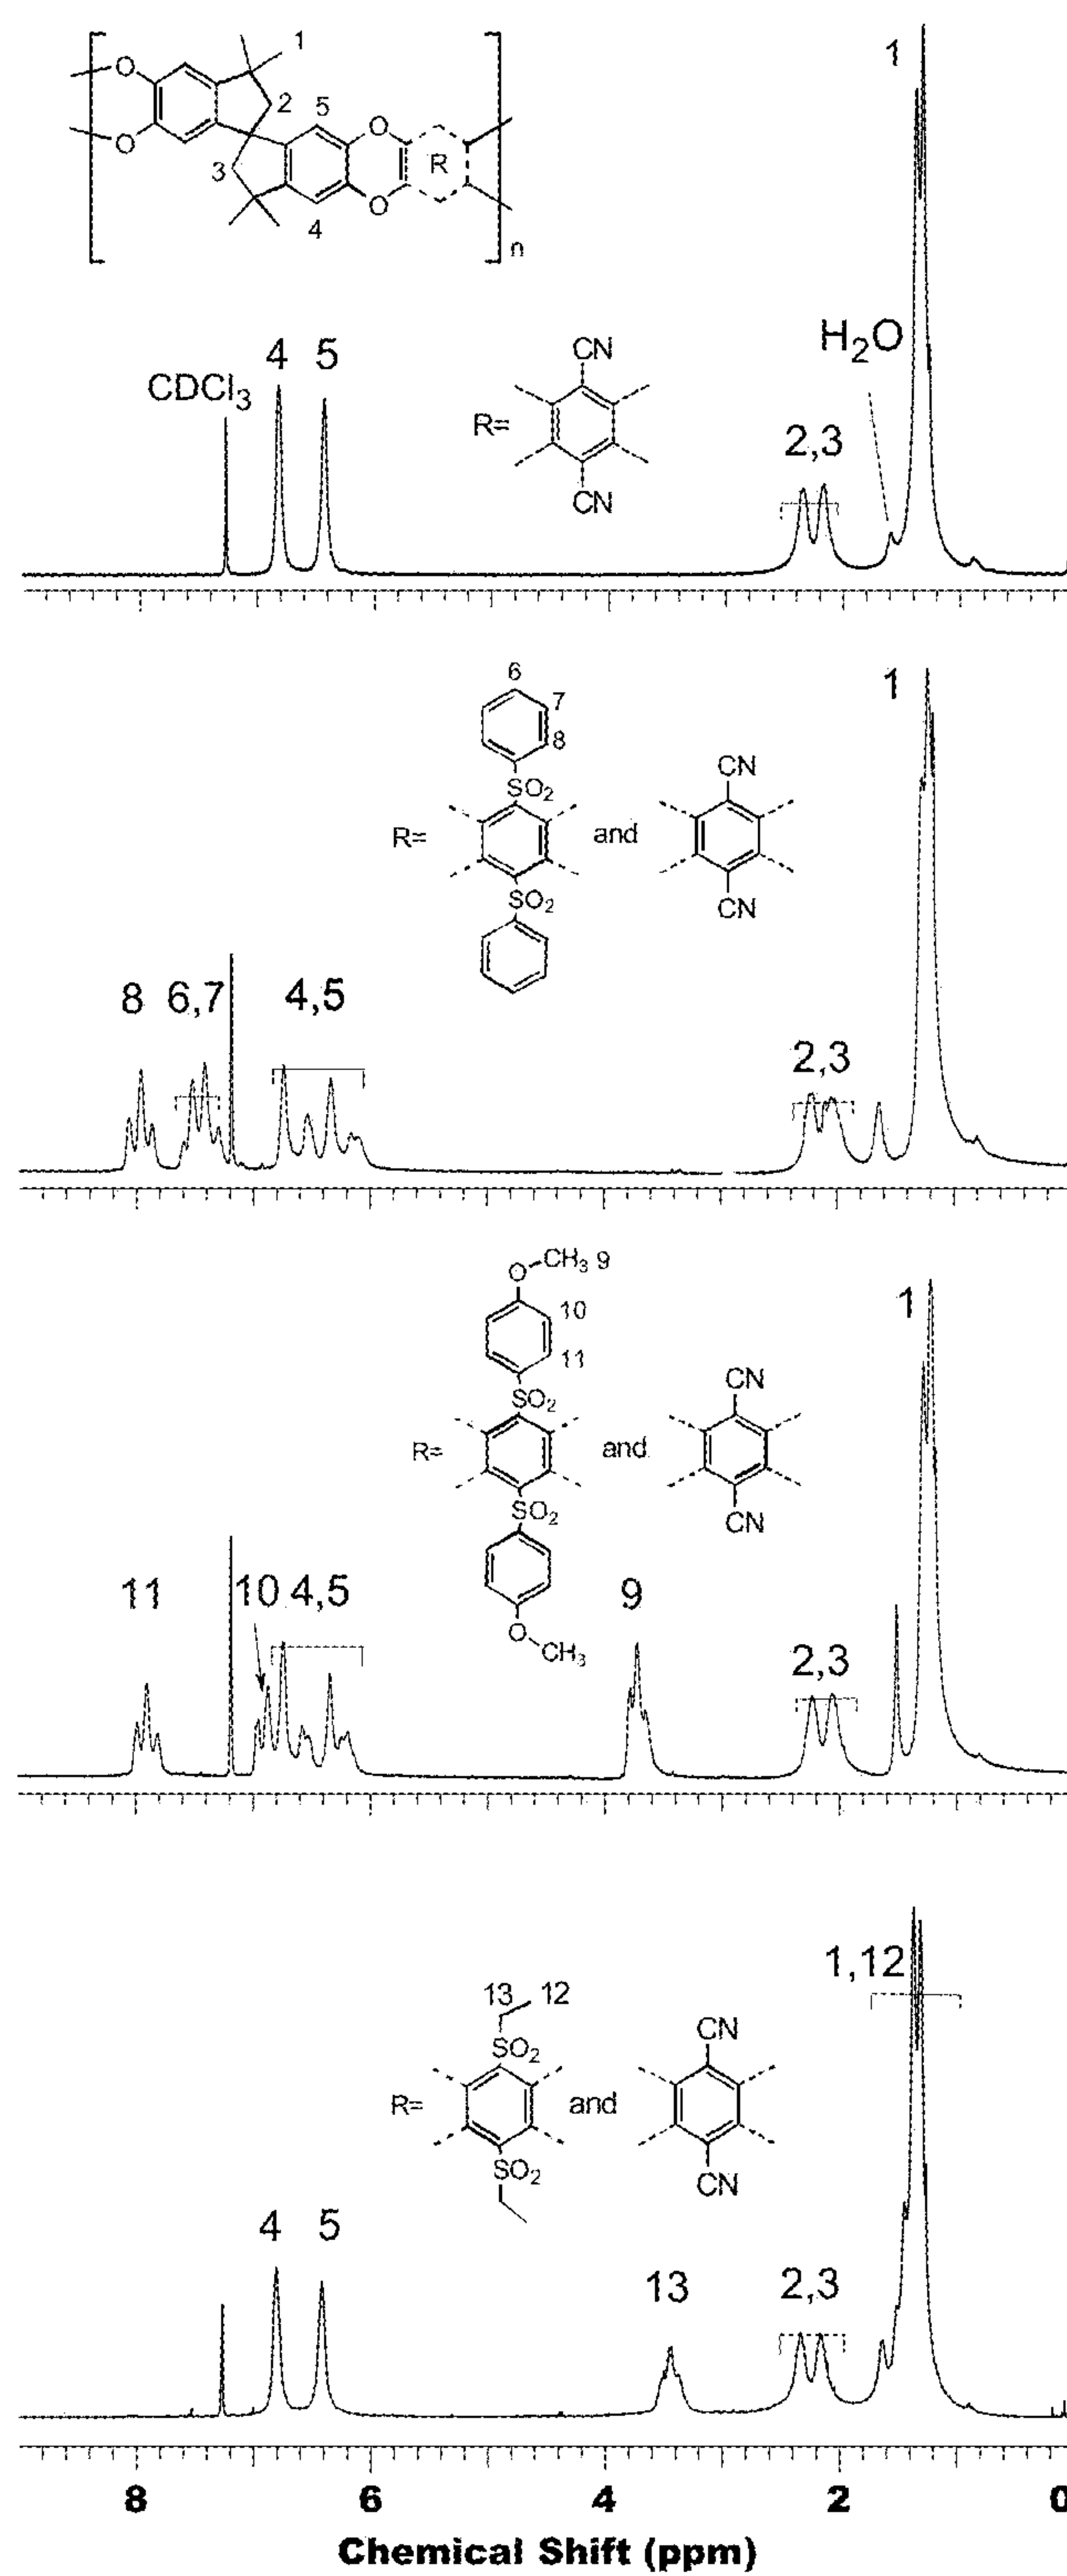 1
O
2
5
O
O
R
3
O
4
n
1
H₂O
4 5
CDCl₃
CN
R=
CN
2,3
6
7
8
1
SO₂
CN
R=
and
SO₂
CN
8 6,7 4,5
2,3
O CH₃ 9
10
11
1
SO₂
CN
R=
and
SO₂
CN
O CH₃
11 10 4,5 9
2,3
1,12
13 12
SO₂
CN
R=
and
SO₂
CN
4 5
13
2,3
8 6 4 2 0
Chemical Shift (ppm)